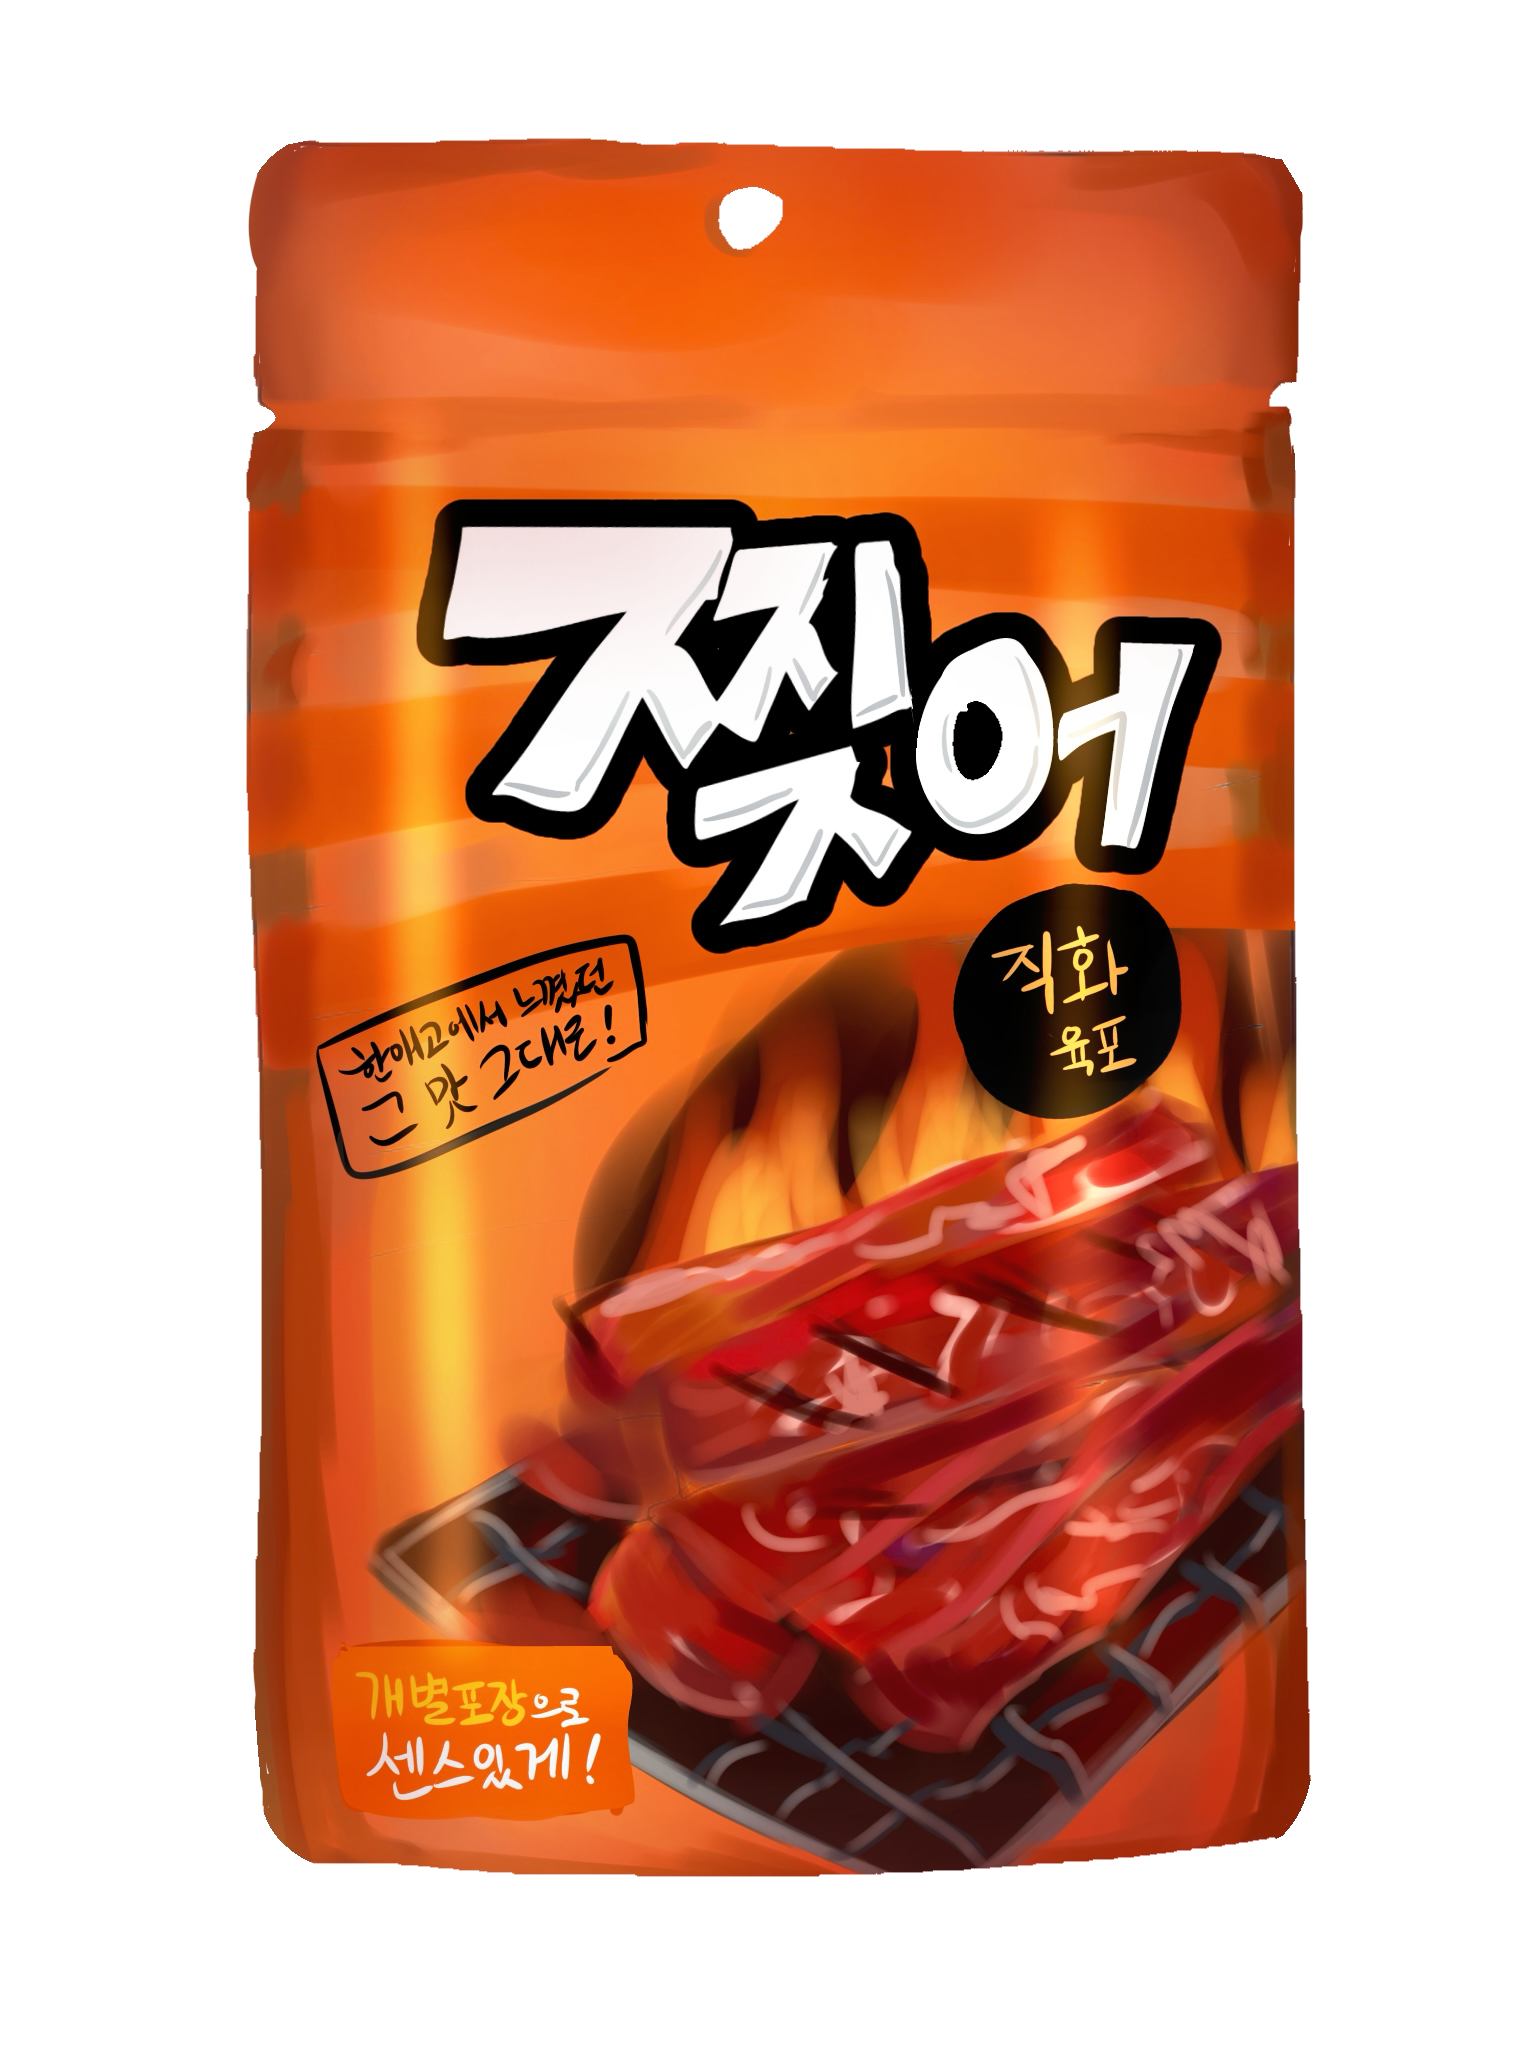 찢어
직화
육포
한애고에서 느꼈던
그 맛 그대로!
개별포장으로
센스있게!